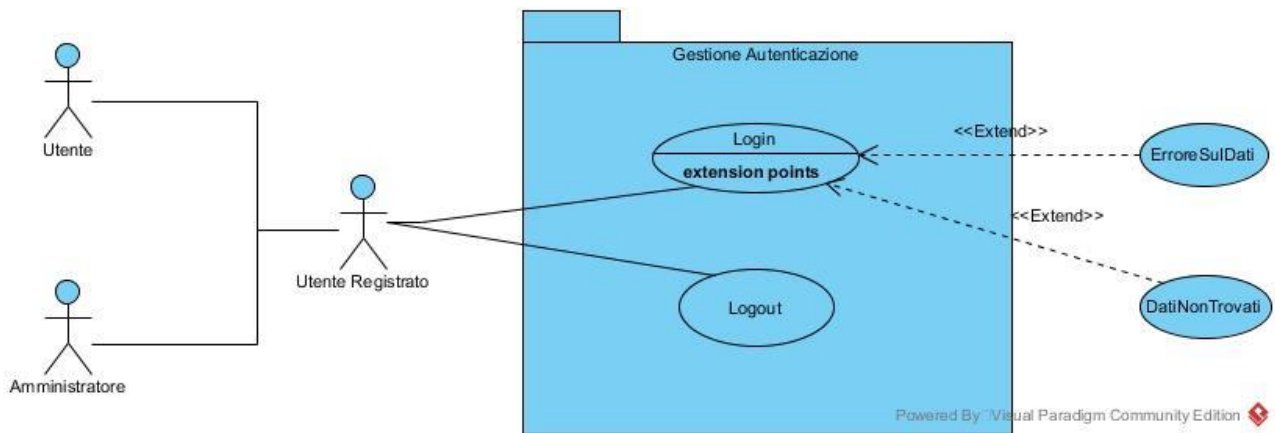 Gestione Autenticazione
Utente
Login
extension points
<<Extend>>
ErroreSulDati
Utente Registrato
<<Extend>>
Logout
DatiNonTrovati
Amministratore
Powered By Visual Paradigm Community Edition